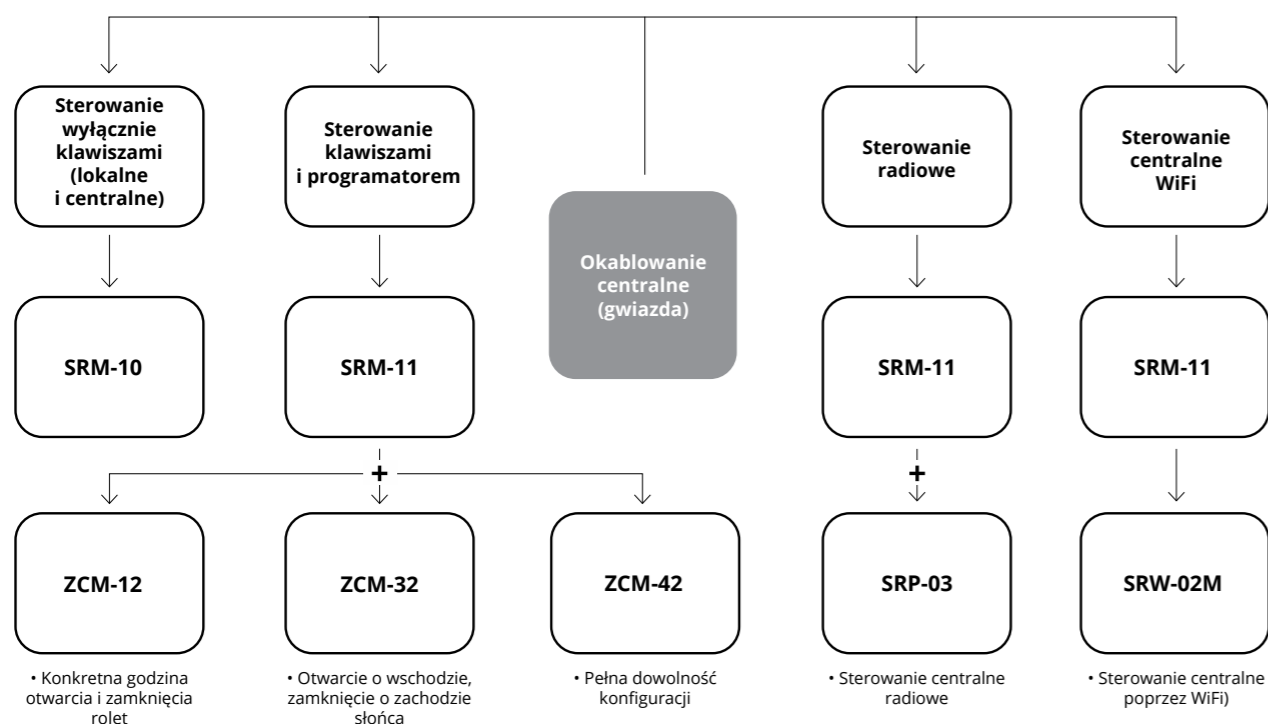 Sterowanie
wyłącznie
klawiszami
(lokalne
i centralne)
Sterowanie
klawiszami
i programatorem
Okablowanie
centralne
(gwiazda)
Sterowanie
radiowe
Sterowanie
centralne
WiFi
SRM-10
SRM-11
SRM-11
SRM-11
+
+
ZCM-12
ZCM-32
ZCM-42
SRP-03
SRW-02M
• Konkretna godzina
otwarcia i zamknięcia
rolet
• Otwarcie o wschodzie,
zamknięcie o zachodzie
słońca
• Pełna dowolność
konfiguracji
• Sterowanie centralne
radiowe
• Sterowanie centralne
poprzez WiFi)